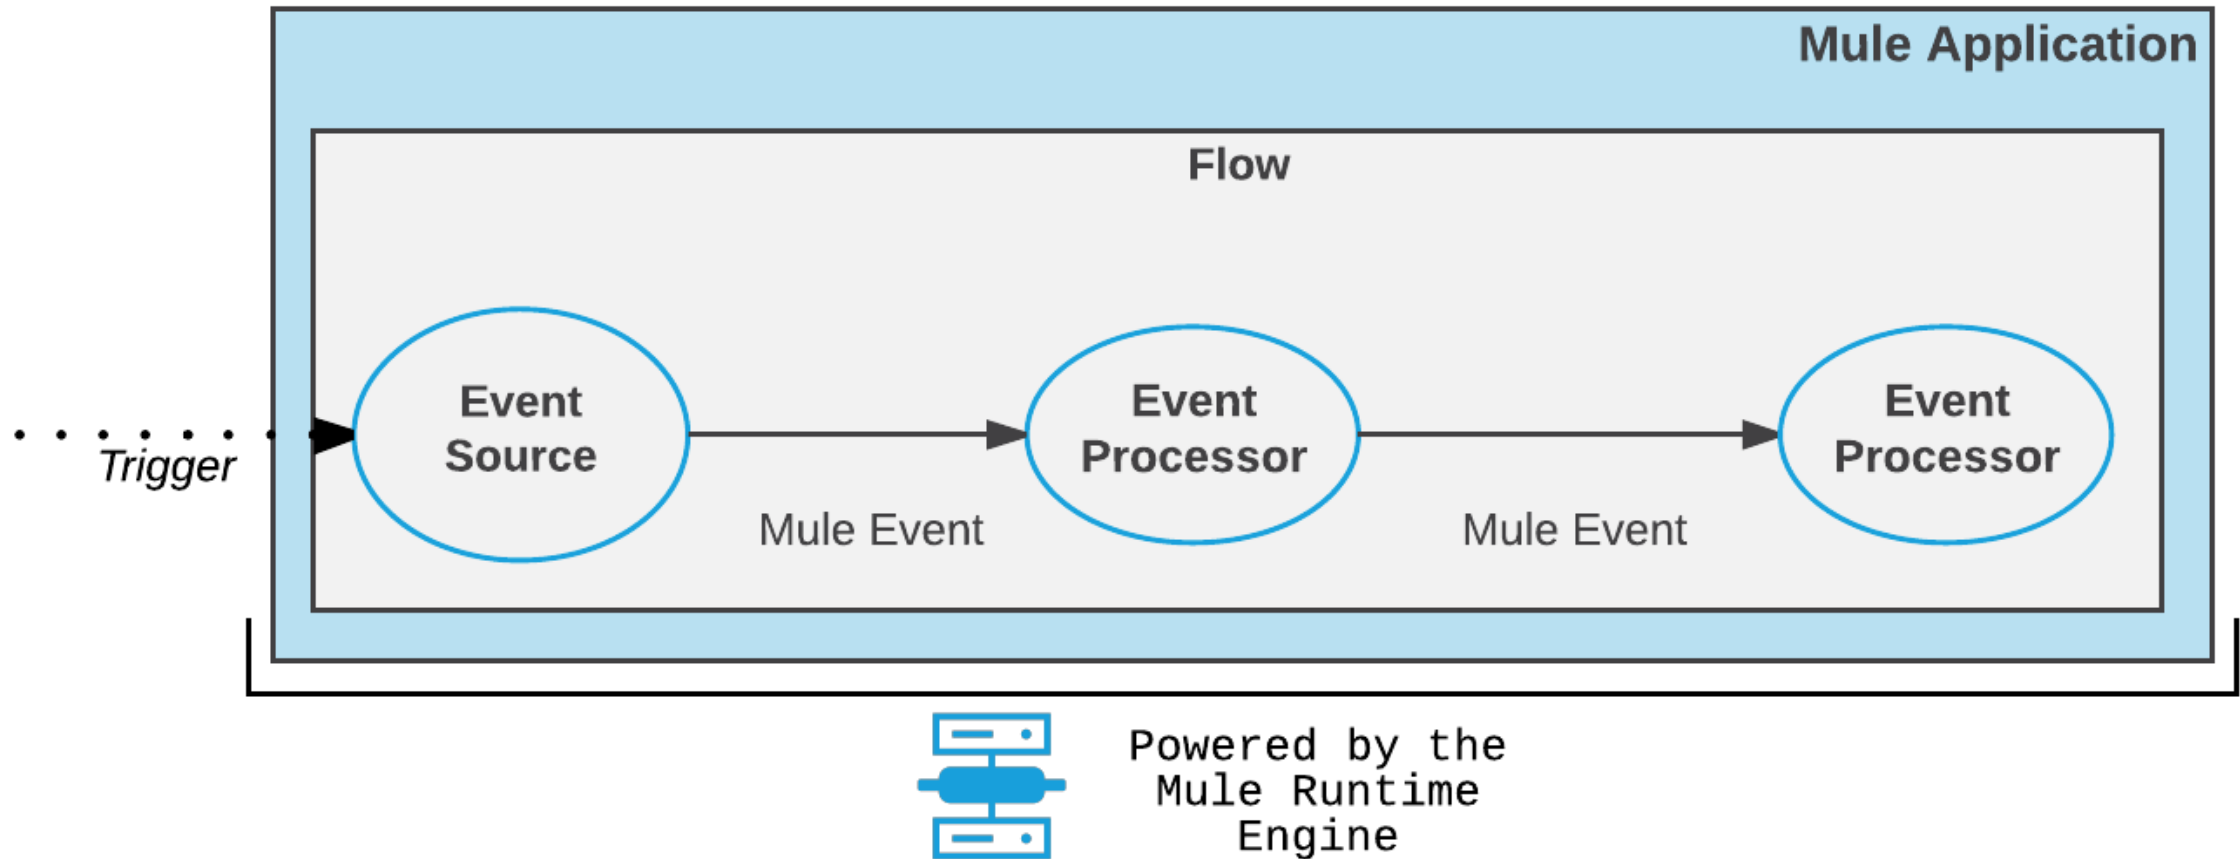 Mule Application
Flow
Trigger
Event
Source
Mule Event
Event
Processor
Mule Event
Event
Processor
Powered by the
Mule Runtime
Engine